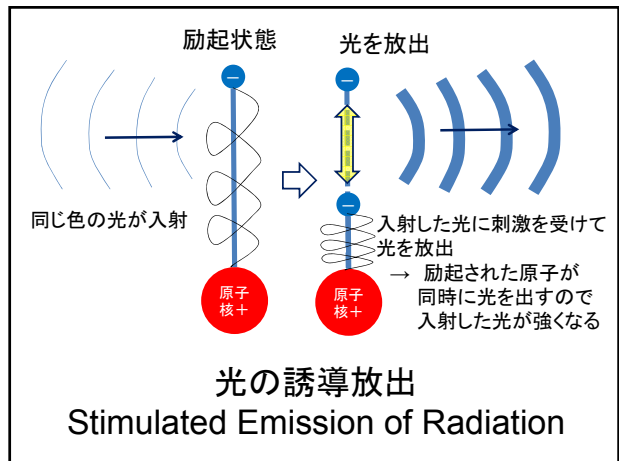 励起状態
光を放出
－
－
－
同じ色の光が入射
入射した光に刺激を受けて
光を放出
→ 励起された原子が
同時に光を出すので
入射した光が強くなる
原子
核＋
原子
核＋
光の誘導放出
Stimulated Emission of Radiation